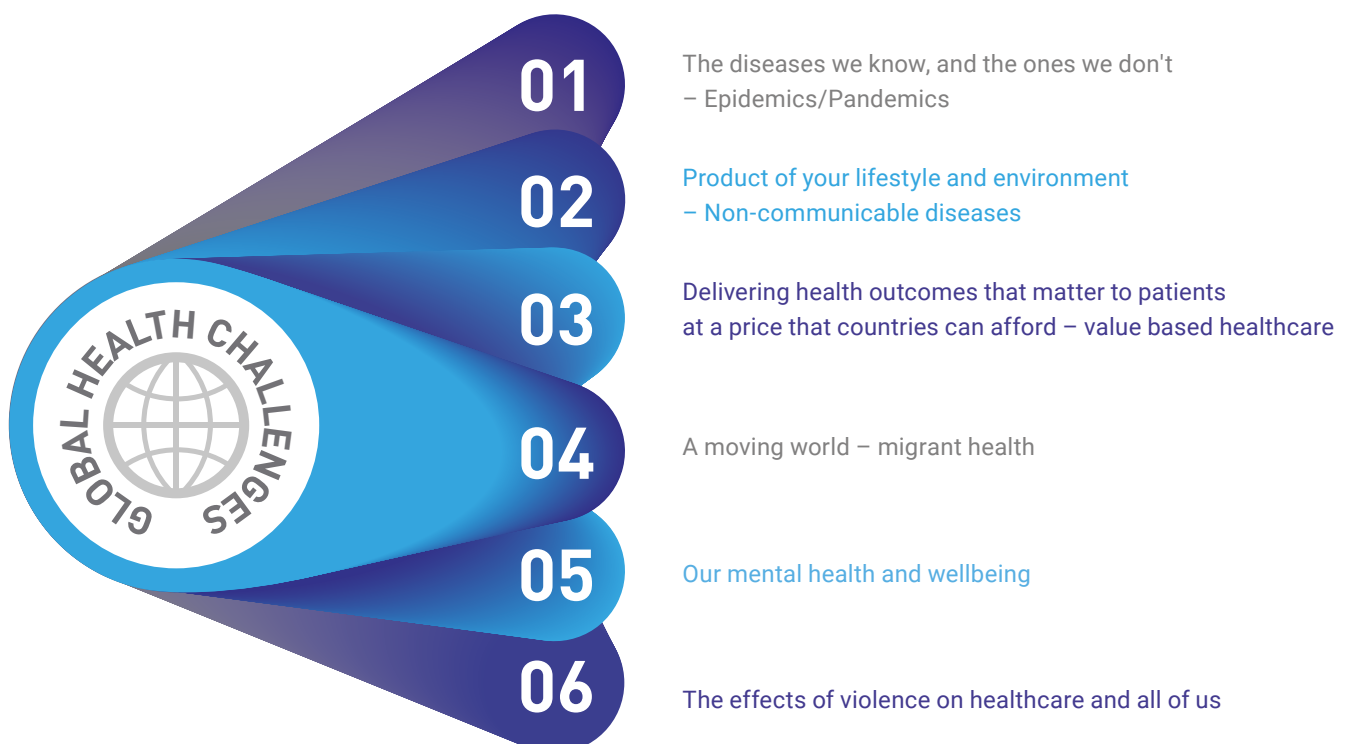 GLOBAL HEALTH CHALLENGES
01
The diseases we know, and the ones we don't
– Epidemics/Pandemics
02
Product of your lifestyle and environment
– Non-communicable diseases
03
Delivering health outcomes that matter to patients
at a price that countries can afford – value based healthcare
04
A moving world – migrant health
05
Our mental health and wellbeing
06
The effects of violence on healthcare and all of us